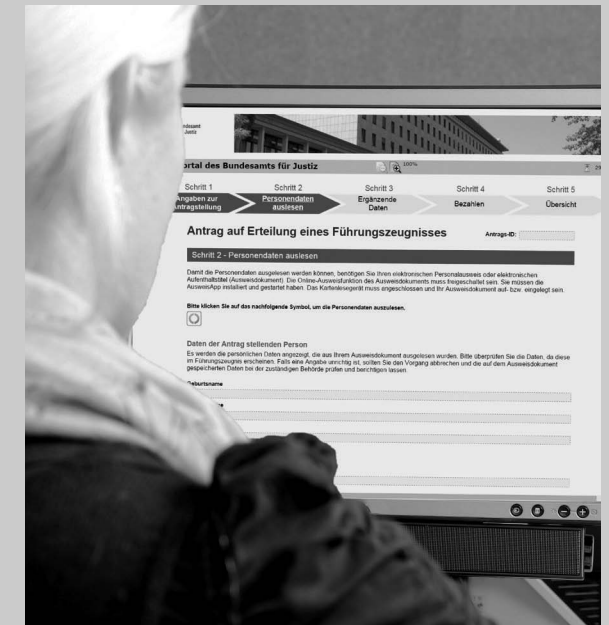 ortal des Bundesamts für Justiz
100%
Schritt 1
Schritt 2
Schritt 3
Schritt 4
Schritt 5
Angaben zur
Antragstellung
Personendaten
auslesen
Ergänzende
Daten
Bezahlen
Übersicht
Antrag auf Erteilung eines Führungszeugnisses
Antrags-ID:
Schritt 2 - Personendaten auslesen
Damit die Personendaten ausgelesen werden können, benötigen Sie Ihren elektronischen Personalausweis oder elektronischen
Aufenthaltstitel (Ausweisdokument). Die Online-Ausweisfunktion des Ausweisdokuments muss freigeschaltet sein. Sie müssen die
AusweisApp installiert und gestartet haben. Das Kartenlesegerät muss angeschlossen und Ihr Ausweisdokument auf- bzw. eingelegt sein.
Bitte klicken Sie auf das nachfolgende Symbol, um die Personendaten auszulesen.
Daten der Antrag stellenden Person
Es werden die persönlichen Daten angezeigt, die aus Ihrem Ausweisdokument ausgelesen wurden. Bitte überprüfen Sie die Daten, da diese
im Führungszeugnis erscheinen. Falls eine Angabe unrichtig ist, sollten Sie den Vorgang abbrechen und die auf dem Ausweisdokument
gespeicherten Daten bei der zuständigen Behörde prüfen und berichtigen lassen.
Geburtsname